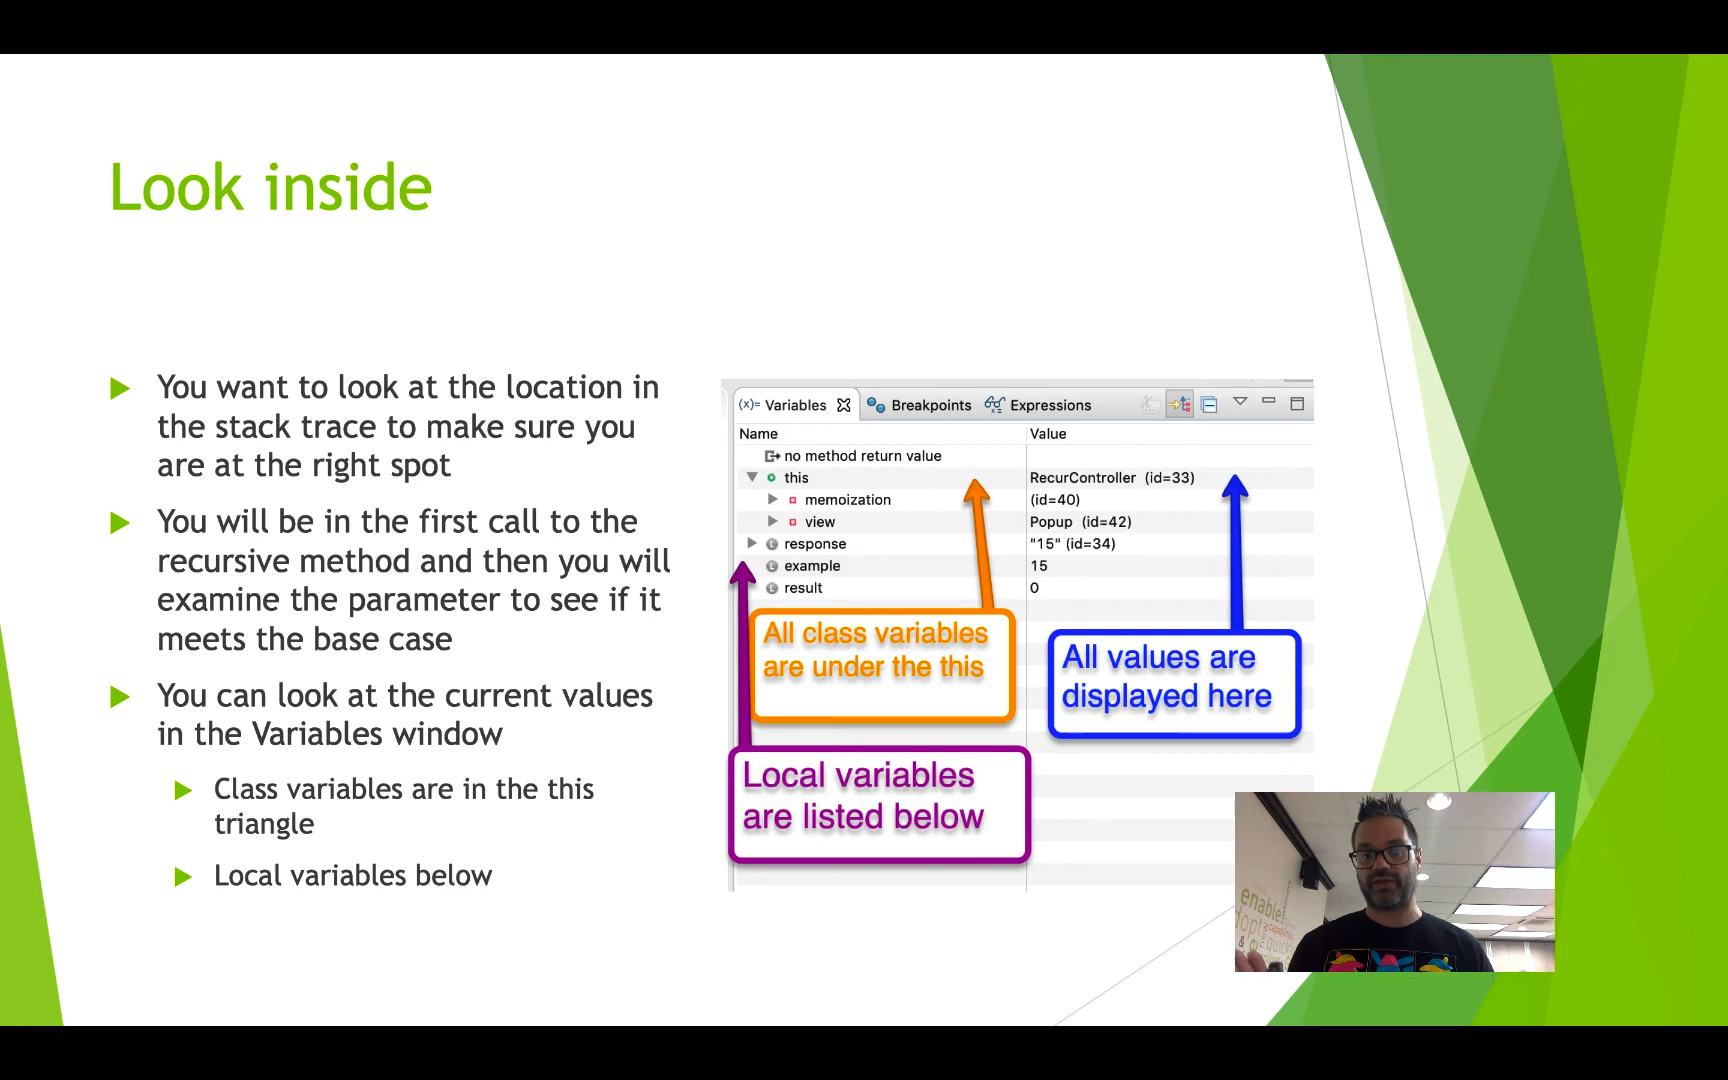 Look inside
You want to look at the location in
the stack trace to make sure you
are at the right spot
You will be in the first call to the
recursive method and then you will
examine the parameter to see if it
meets the base case
You can look at the current values
in the Variables window
Class variables are in the this
triangle
Local variables below
(x)= Variables Breakpoints Expressions
Name Value
no method return value
this RecurController (id=33)
memoization (id=40)
view Popup (id=42)
response "15" (id=34)
example 15
result 0
All class variables
are under the this
All values are
displayed here
Local variables
are listed below
enable